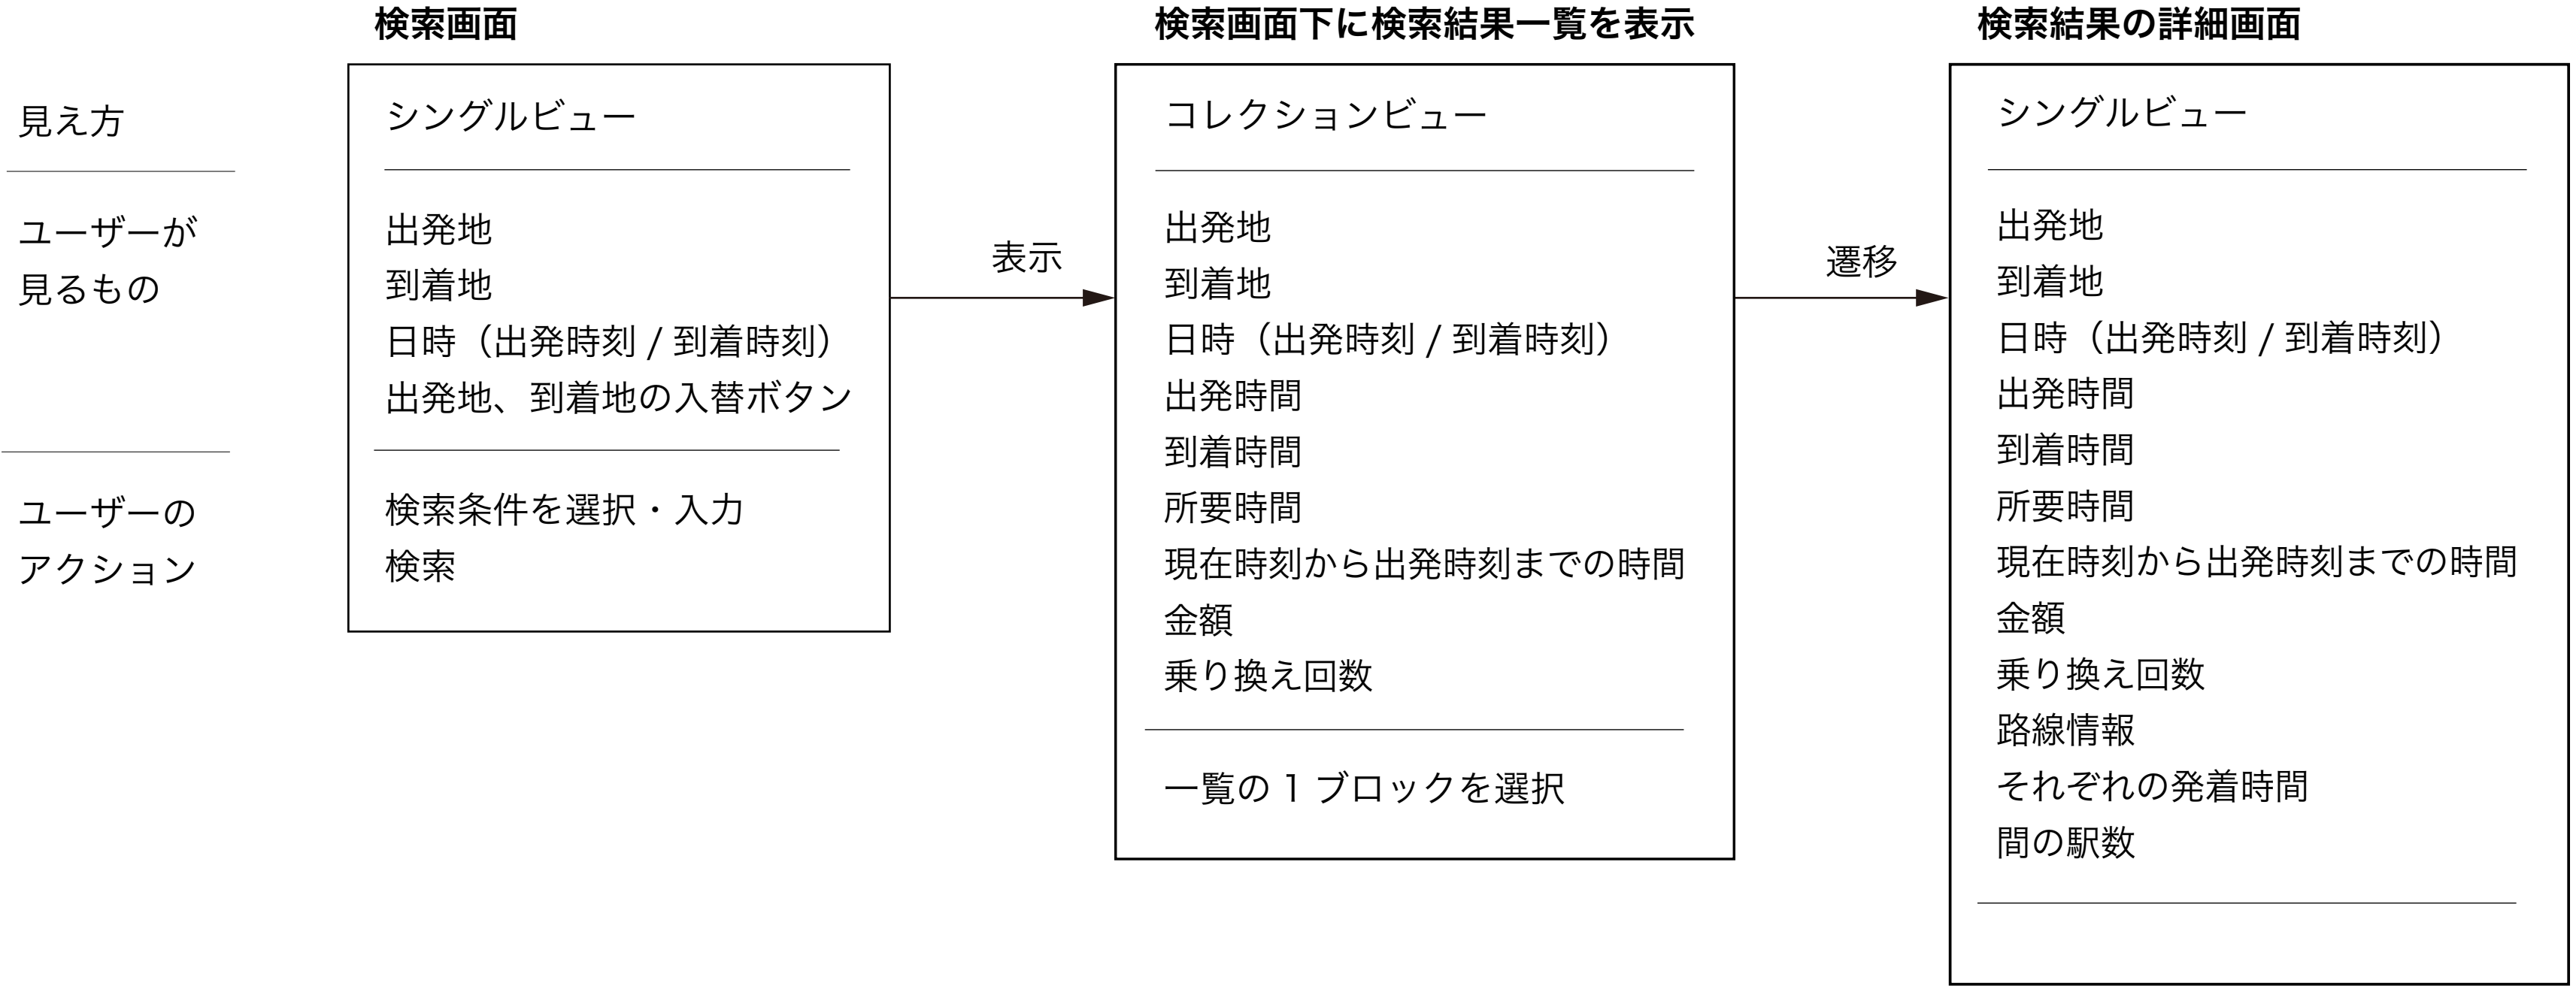 検索画面
検索画面下に検索結果一覧を表示
検索結果の詳細画面
見え方
ユーザーが
見るもの
ユーザーの
アクション
シングルビュー
出発地
到着地
日時（出発時刻 / 到着時刻）
出発地、到着地の入替ボタン
検索条件を選択・入力
検索
表示
コレクションビュー
出発地
到着地
日時（出発時刻 / 到着時刻）
出発時間
到着時間
所要時間
現在時刻から出発時刻までの時間
金額
乗り換え回数
一覧の 1 ブロックを選択
遷移
シングルビュー
出発地
到着地
日時（出発時刻 / 到着時刻）
出発時間
到着時間
所要時間
現在時刻から出発時刻までの時間
金額
乗り換え回数
路線情報
それぞれの発着時間
間の駅数